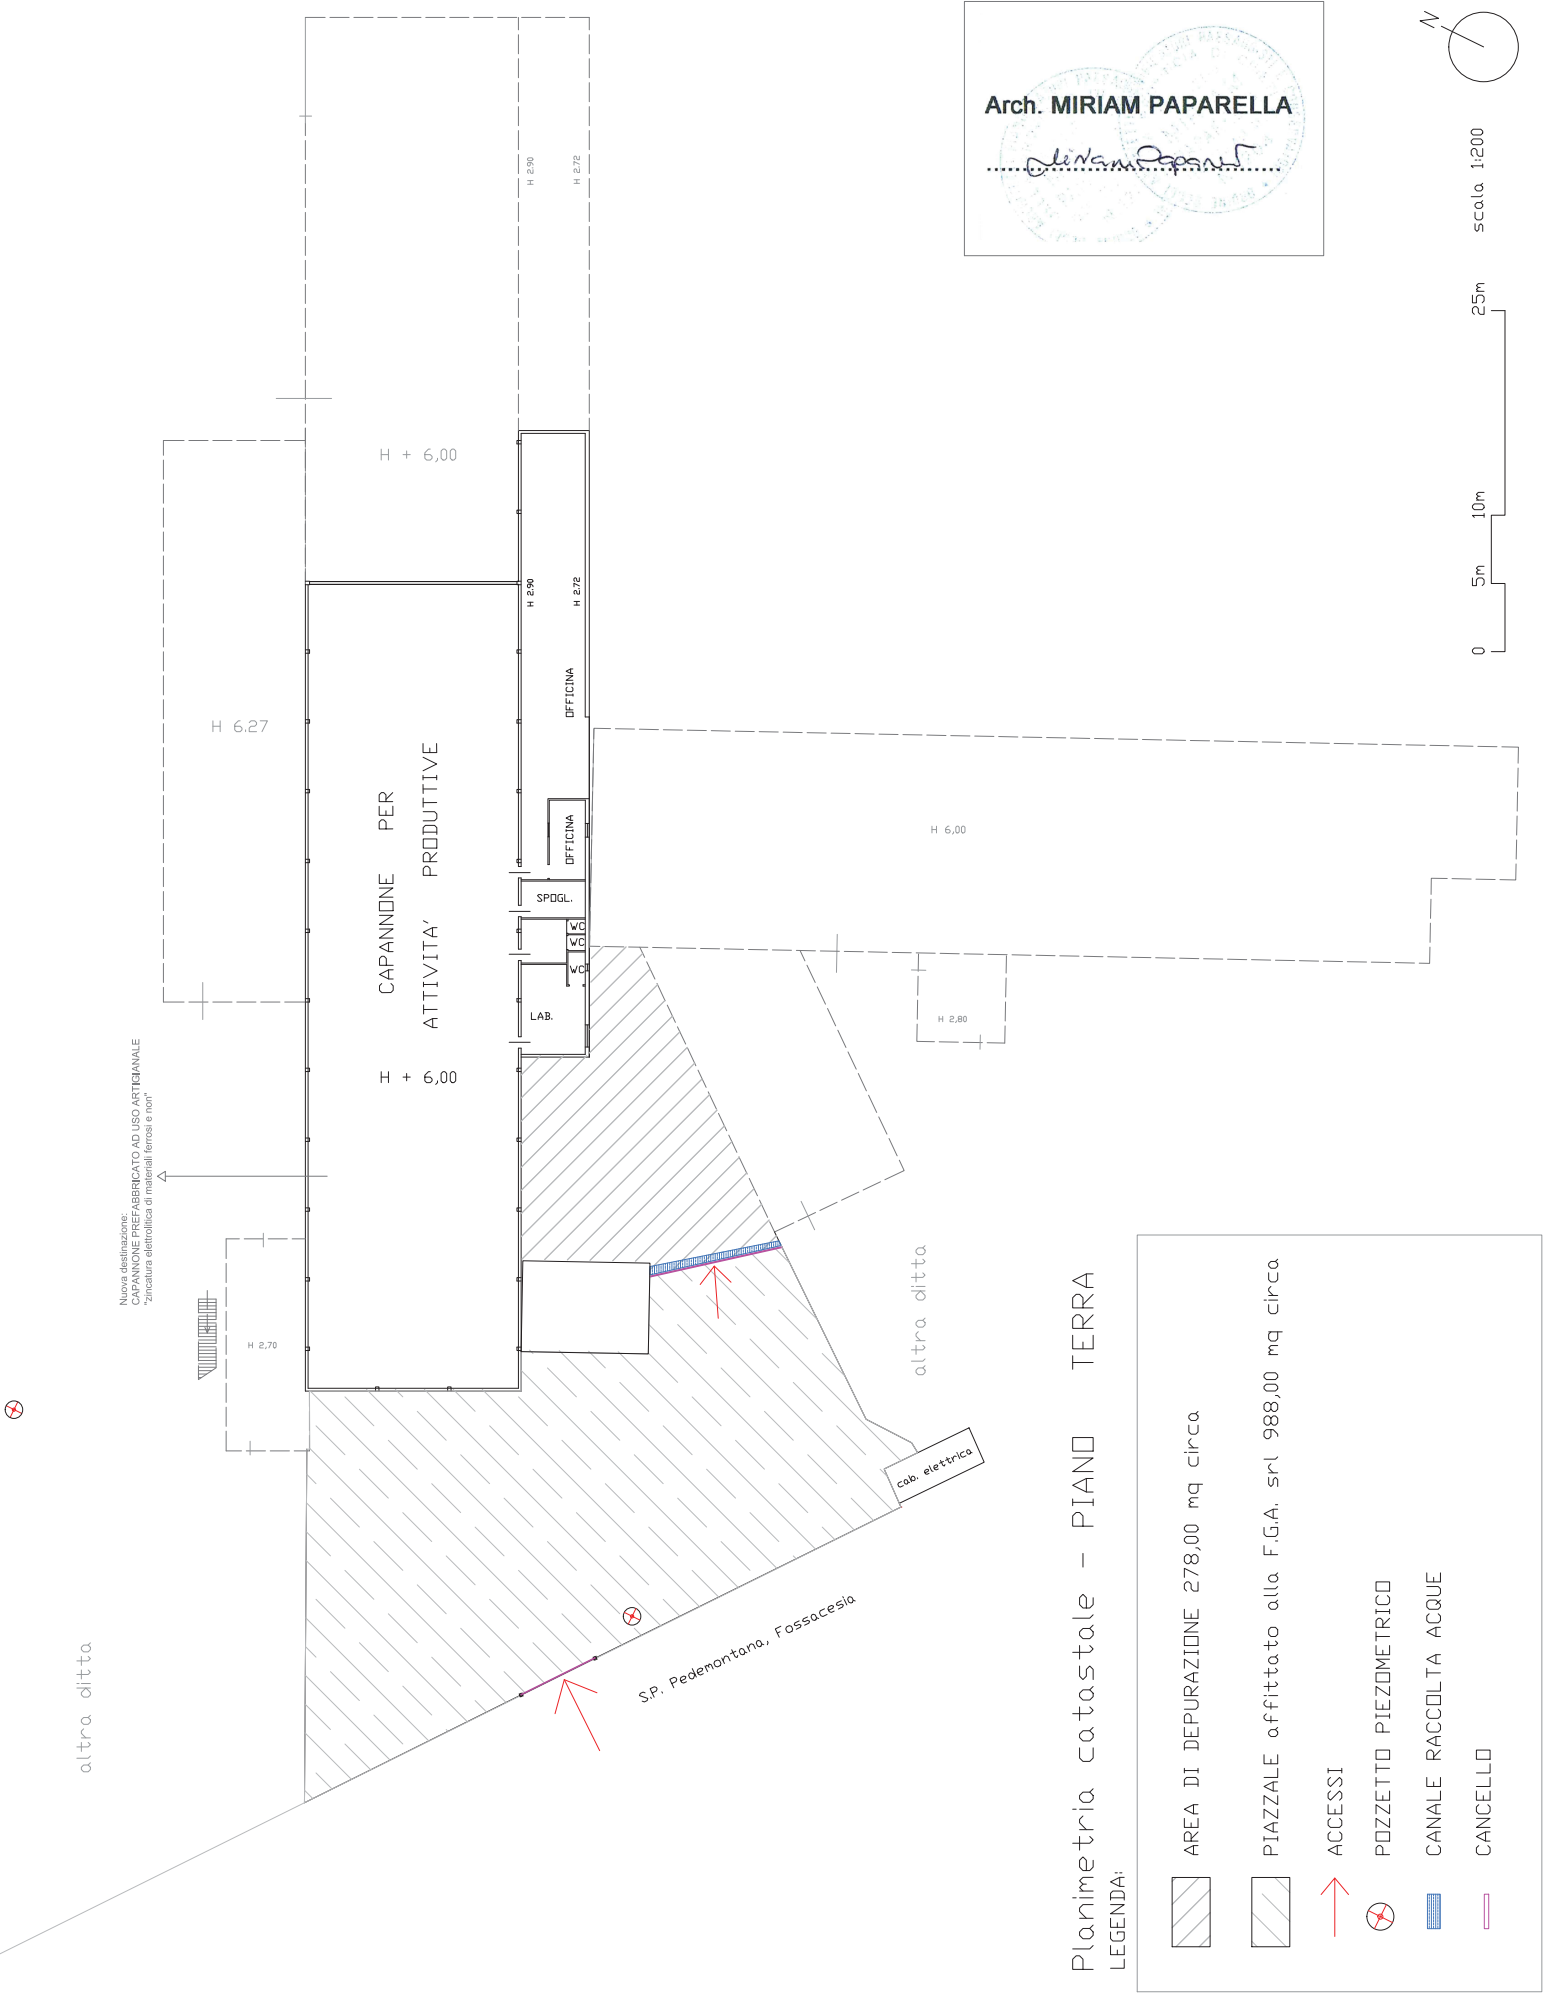 Arch. MIRIAM PAPARELLA
N
scala 1:200
0 5m 10m 25m
H 2.90
H 2.72
H + 6,00
H 6.27
H 2.90
H 2.72
OFFICINA
OFFICINA
SPOGL.
WC
WC
WC
LAB.
CAPANNONE PER
ATTIVITA' PRODUTTIVE
H + 6,00
H 6,00
H 2,80
Nuova destinazione:
CAPANNONE PREFABBRICATO AD USO ARTIGIANALE
"zincatura elettrolitica di materiali ferrosi e non"
H 2,70
altra ditta
altra ditta
cab. elettrica
S.P. Pedemontana, Fossacesia
Planimetria catastale - PIANO TERRA
LEGENDA:
AREA DI DEPURAZIONE 278,00 mq circa
PIAZZALE affittato alla F.G.A. srl 988,00 mq circa
ACCESSI
POZZETTO PIEZOMETRICO
CANALE RACCOLTA ACQUE
CANCELLO